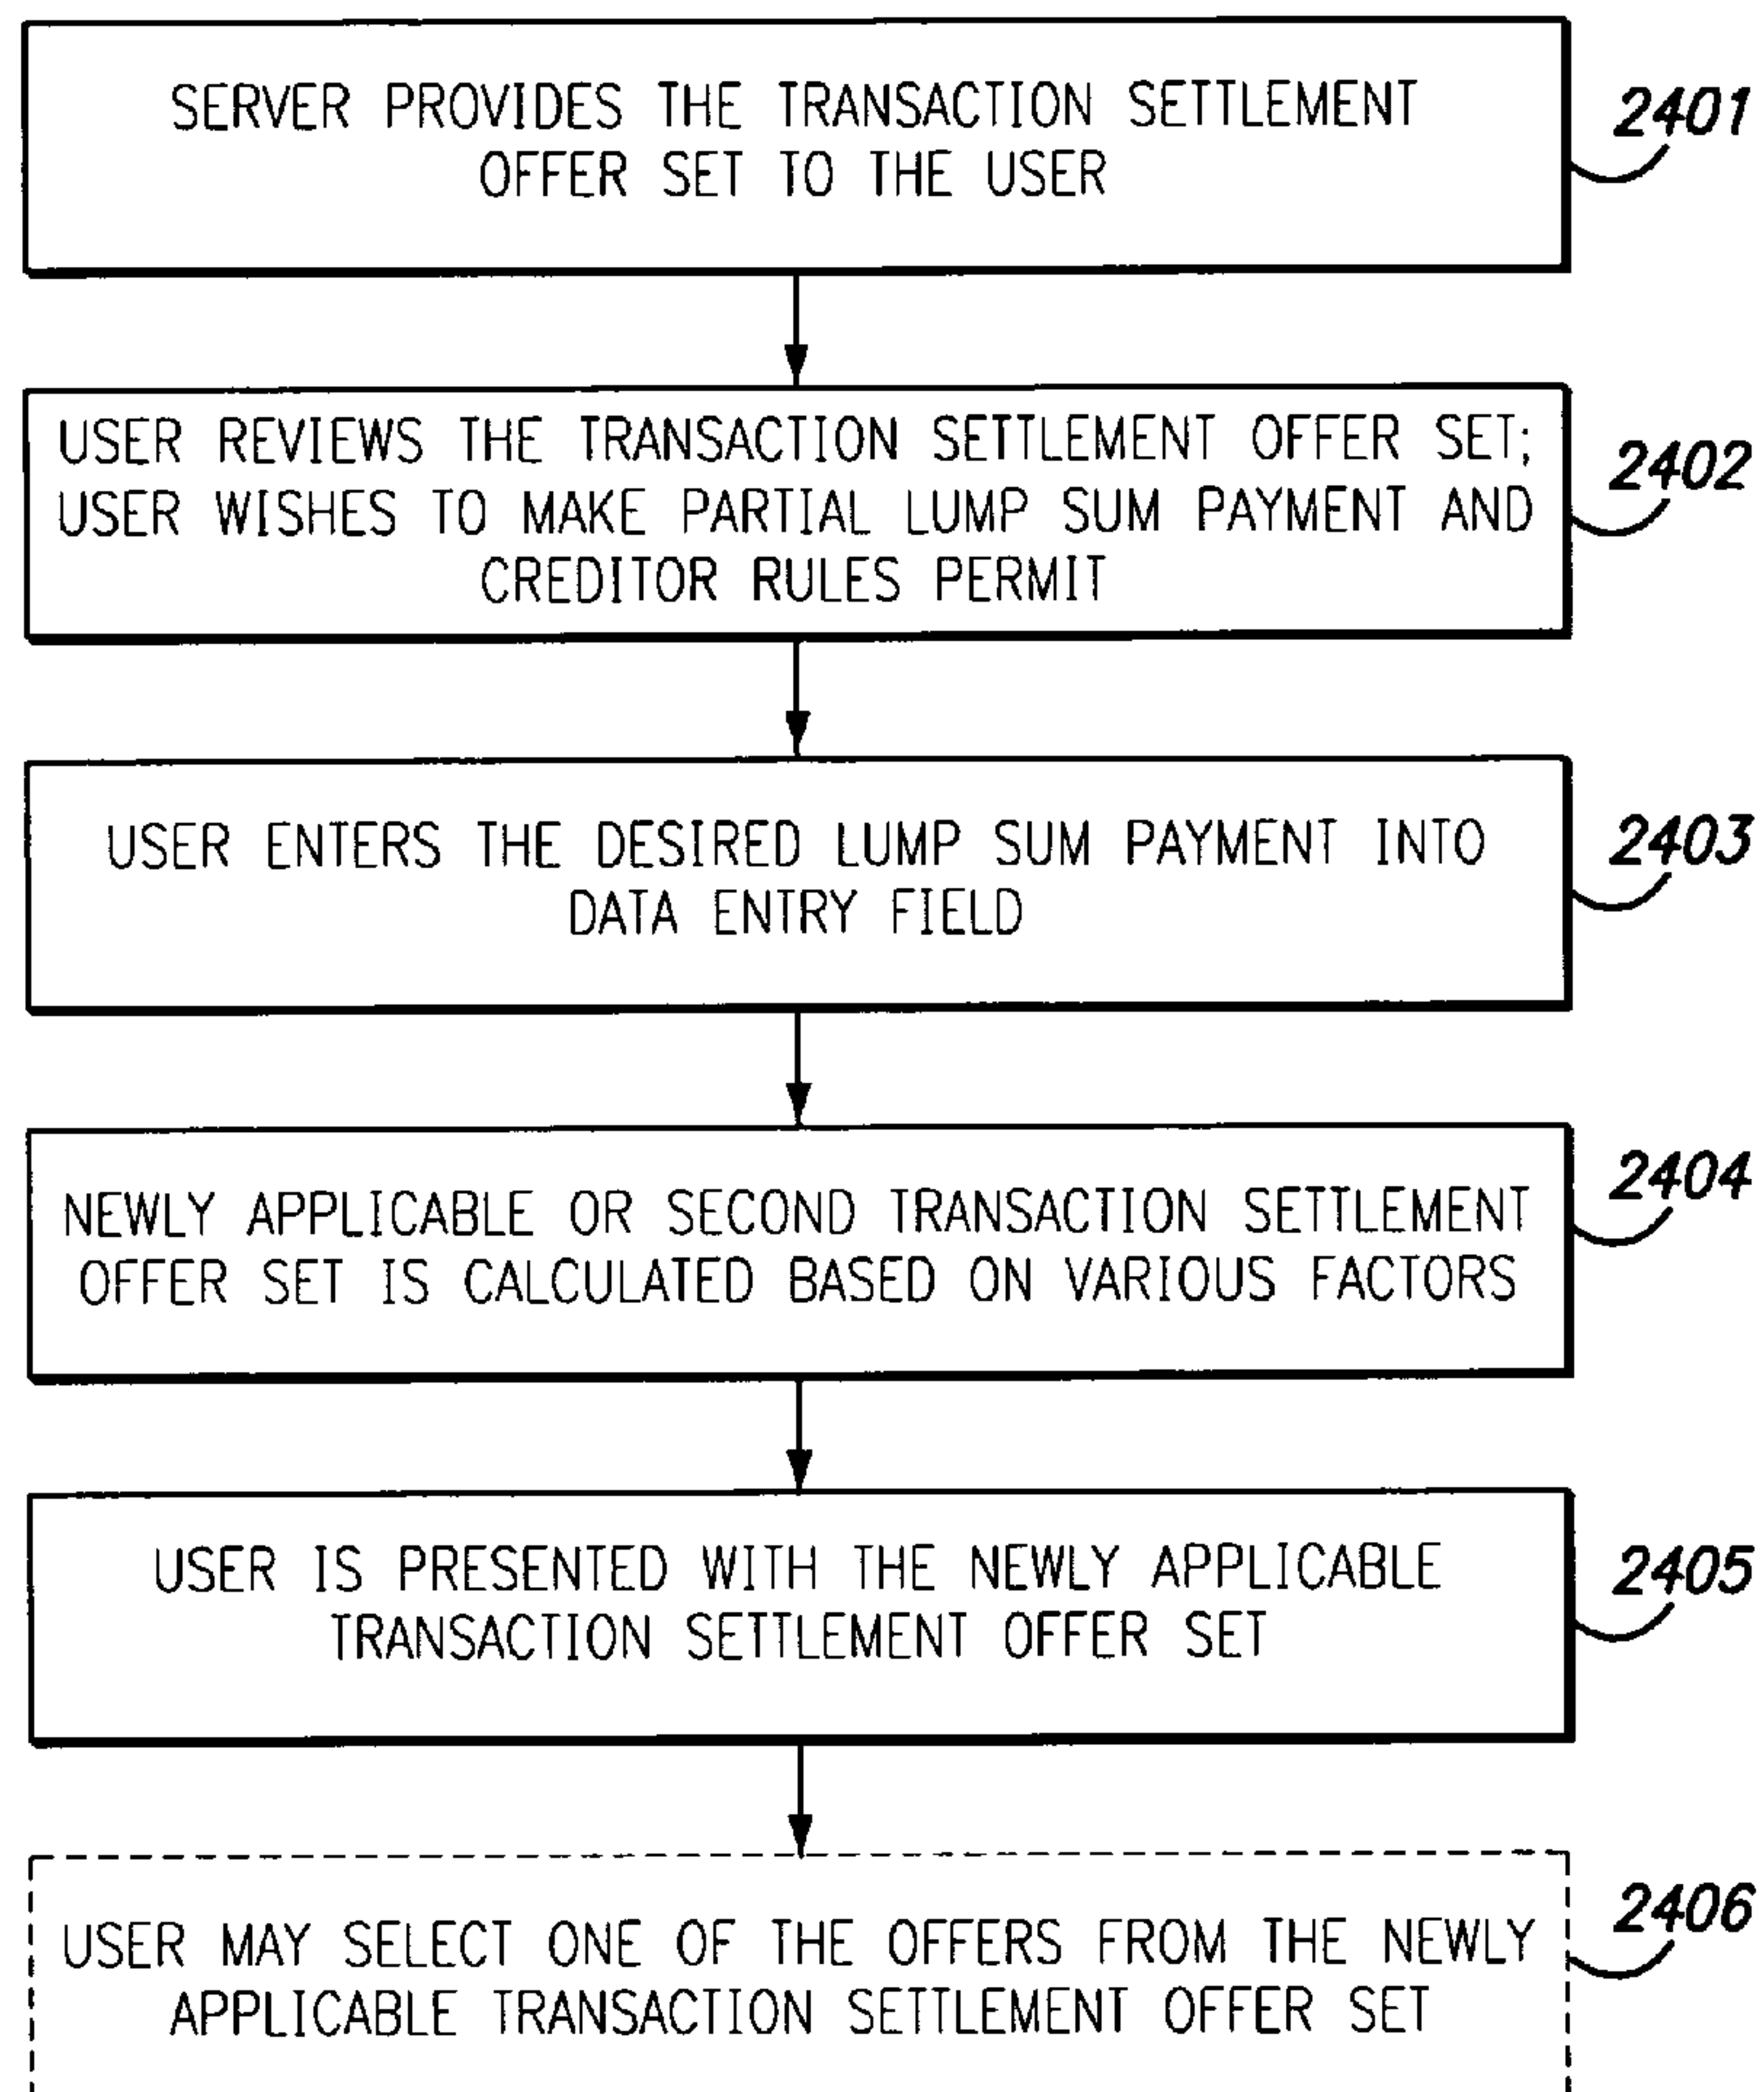 SERVER PROVIDES THE TRANSACTION SETTLEMENT
OFFER SET TO THE USER
2401
USER REVIEWS THE TRANSACTION SETTLEMENT OFFER SET;
USER WISHES TO MAKE PARTIAL LUMP SUM PAYMENT AND
CREDITOR RULES PERMIT
2402
USER ENTERS THE DESIRED LUMP SUM PAYMENT INTO
DATA ENTRY FIELD
2403
NEWLY APPLICABLE OR SECOND TRANSACTION SETTLEMENT
OFFER SET IS CALCULATED BASED ON VARIOUS FACTORS
2404
USER IS PRESENTED WITH THE NEWLY APPLICABLE
TRANSACTION SETTLEMENT OFFER SET
2405
USER MAY SELECT ONE OF THE OFFERS FROM THE NEWLY
APPLICABLE TRANSACTION SETTLEMENT OFFER SET
2406